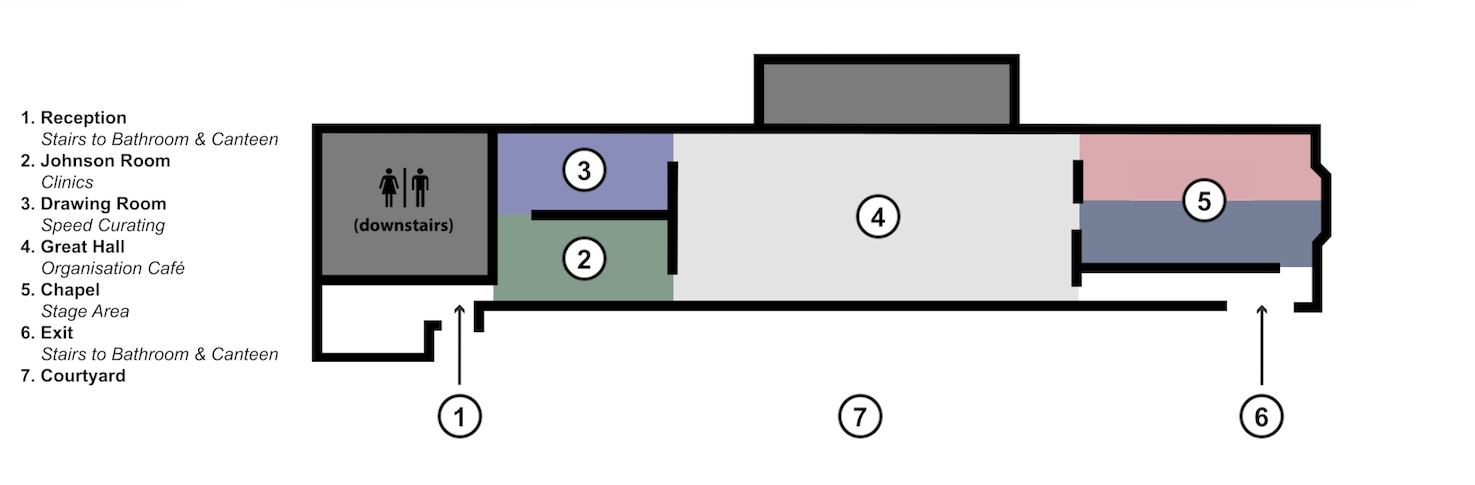 1. Reception
Stairs to Bathroom & Canteen
2. Johnson Room
Clinics
3. Drawing Room
Speed Curating
4. Great Hall
Organisation Café
5. Chapel
Stage Area
6. Exit
Stairs to Bathroom & Canteen
7. Courtyard
(downstairs)
3
2
4
5
1
7
6